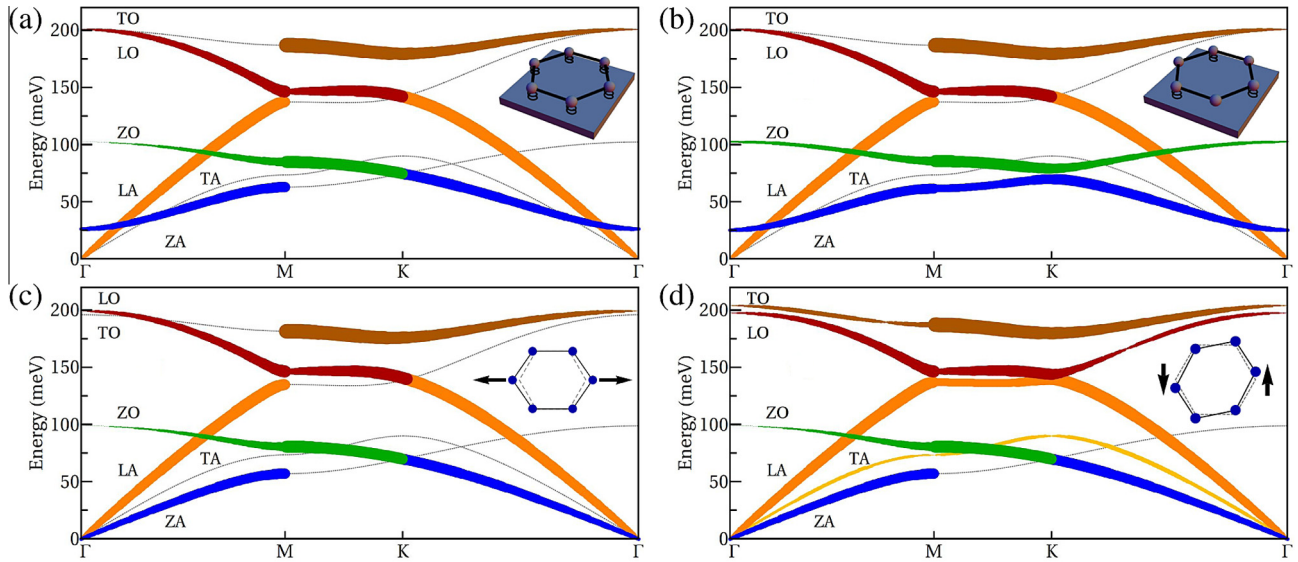 (a)
Energy (meV)
200
150
100
50
0
TO
LO
ZO
LA
TA
ZA
Γ
M
K
Γ
(b)
Energy (meV)
200
150
100
50
0
TO
LO
ZO
LA
TA
ZA
Γ
M
K
Γ
(c)
Energy (meV)
200
150
100
50
0
LO
TO
ZO
LA
TA
ZA
Γ
M
K
Γ
(d)
Energy (meV)
200
150
100
50
0
TO
LO
ZO
LA
TA
ZA
Γ
M
K
Γ